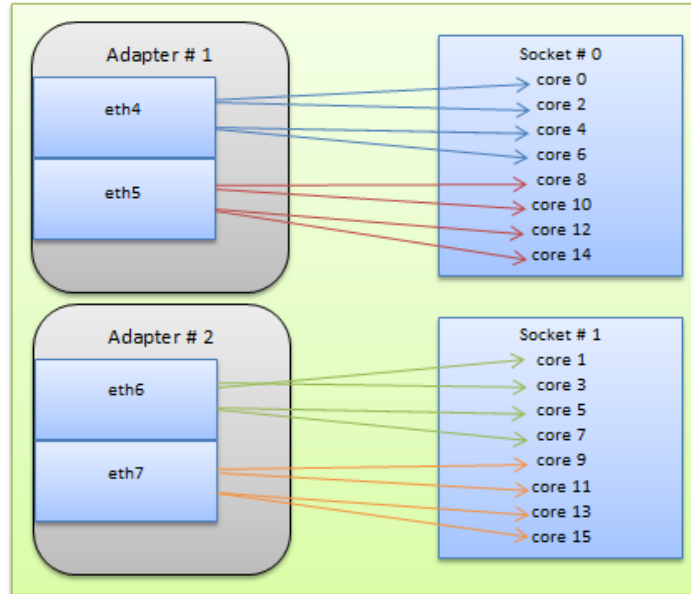 Adapter # 1
eth4
eth5
Socket # 0
core 0
core 2
core 4
core 6
core 8
core 10
core 12
core 14
Adapter # 2
eth6
eth7
Socket # 1
core 1
core 3
core 5
core 7
core 9
core 11
core 13
core 15